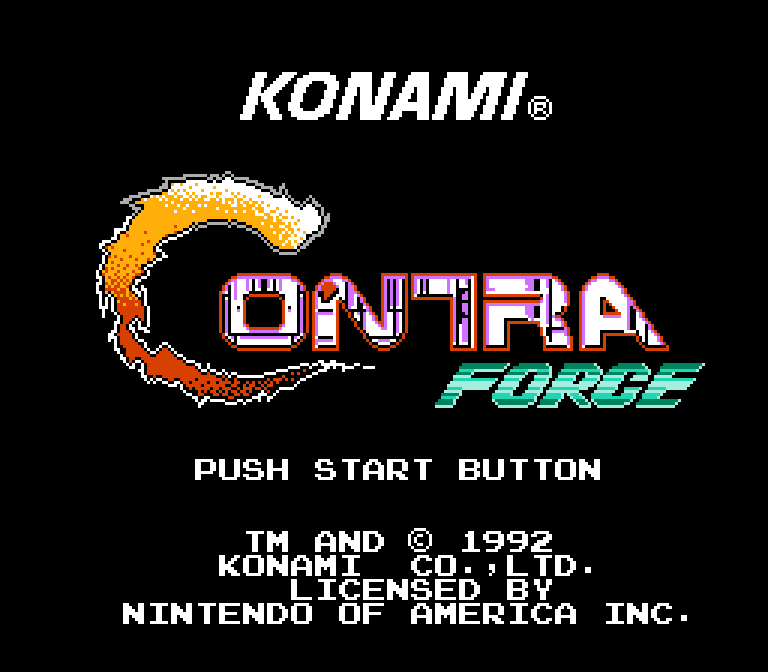 KONAMI®
CONTRA
FORCE
PUSH START BUTTON
TM AND © 1992
KONAMI CO.,LTD.
LICENSED BY
NINTENDO OF AMERICA INC.